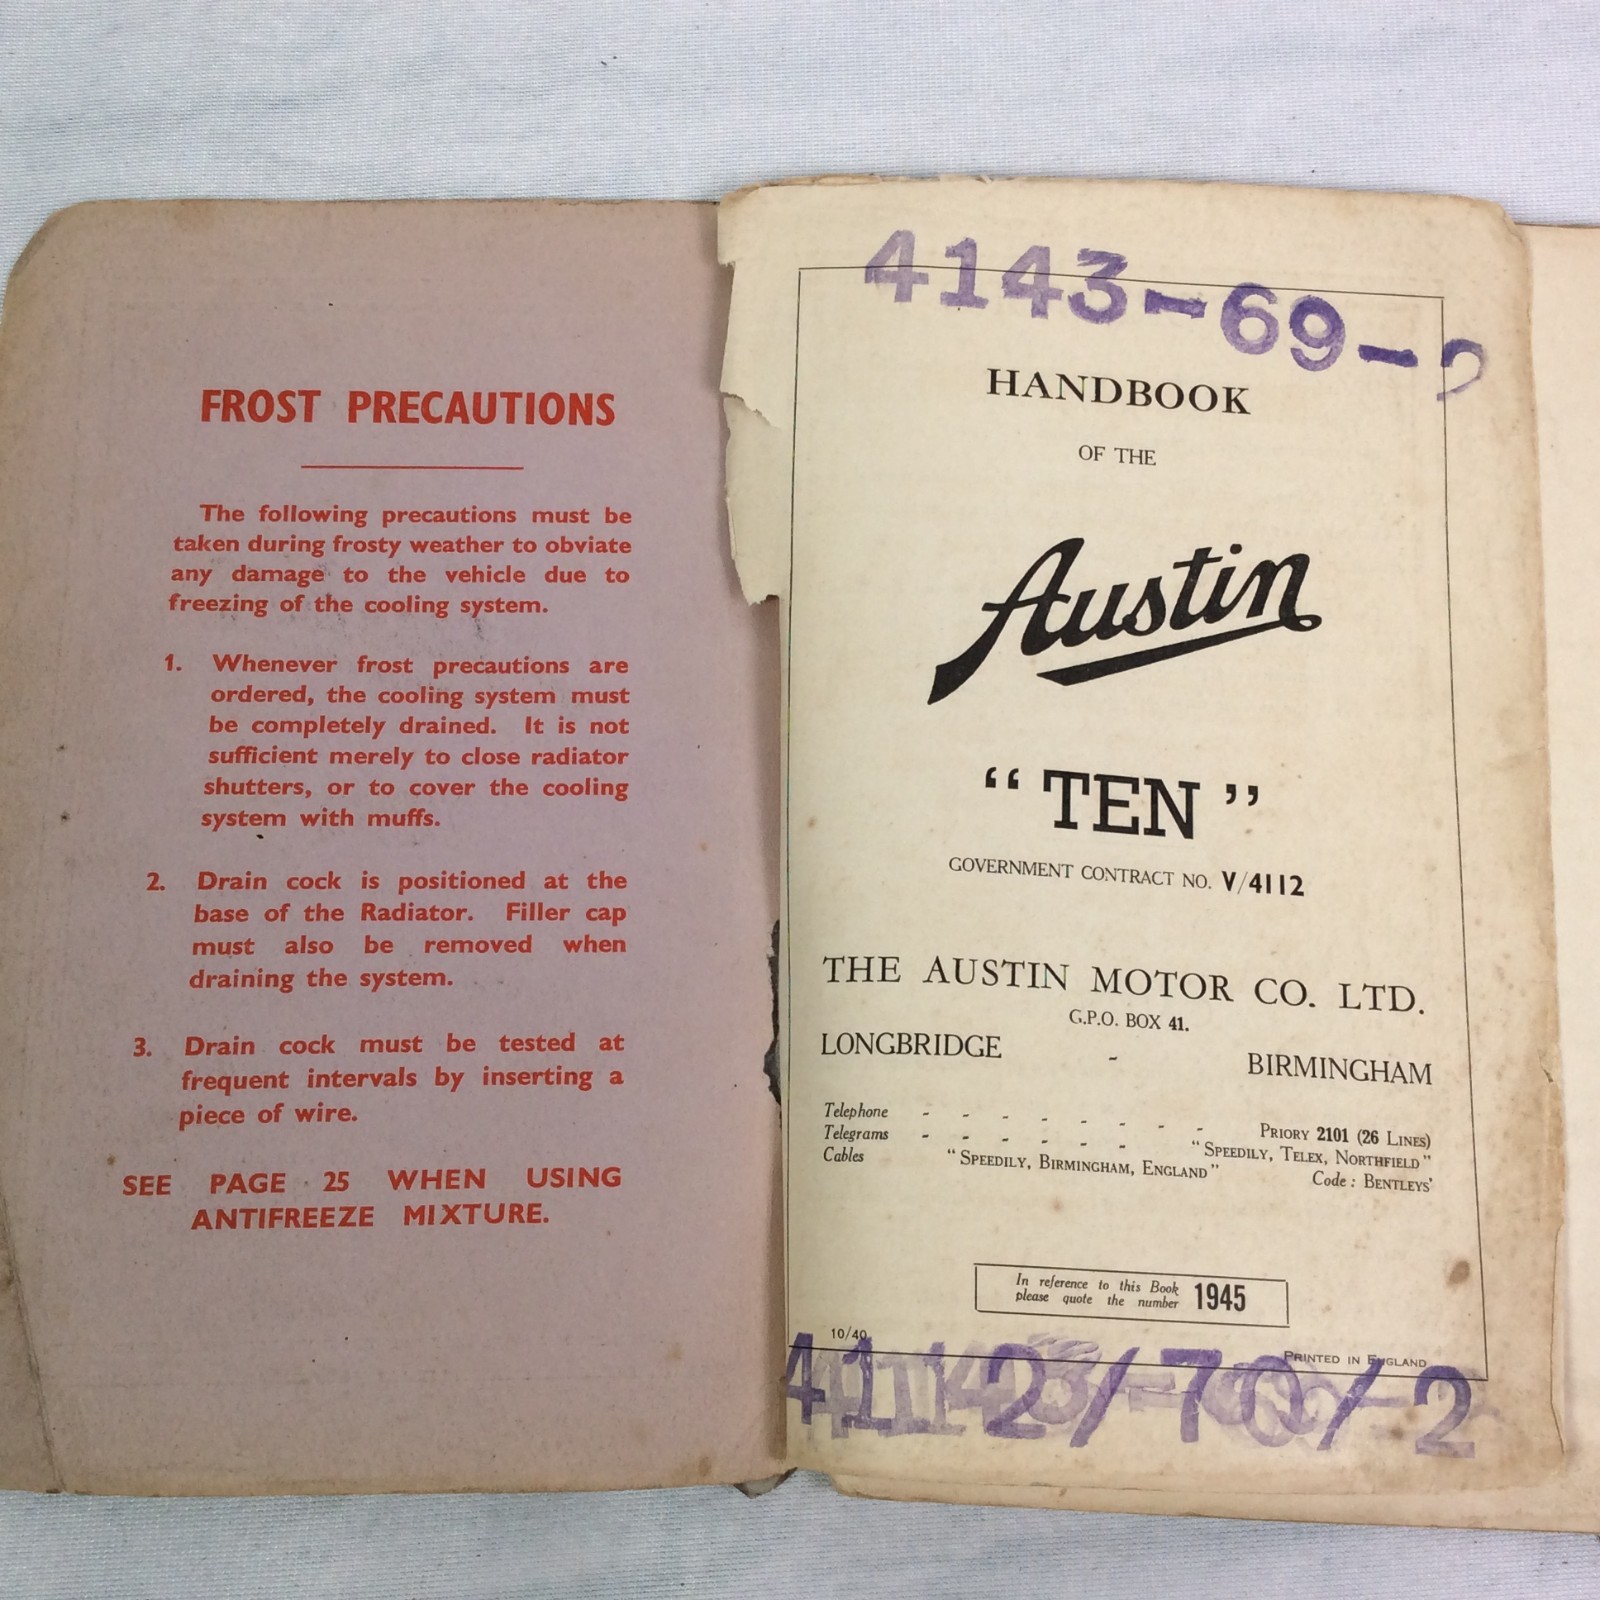 FROST PRECAUTIONS
The following precautions must be
taken during frosty weather to obviate
any damage to the vehicle due to
freezing of the cooling system.
1. Whenever frost precautions are
ordered, the cooling system must
be completely drained. It is not
sufficient merely to close radiator
shutters, or to cover the cooling
system with muffs.
2. Drain cock is positioned at the
base of the Radiator. Filler cap
must also be removed when
draining the system.
3. Drain cock must be tested at
frequent intervals by inserting a
piece of wire.
SEE PAGE 25 WHEN USING
ANTIFREEZE MIXTURE.
4143-69-2
HANDBOOK
OF THE
Austin
“TEN”
GOVERNMENT CONTRACT NO. V/4112
THE AUSTIN MOTOR CO. LTD.
G.P.O. BOX 41.
LONGBRIDGE - BIRMINGHAM
Telephone - - - - - - - - PRIORY 2101 (26 LINES)
Telegrams - - - - - - "SPEEDILY, TELEX, NORTHFIELD"
Cables "SPEEDILY, BIRMINGHAM, ENGLAND" Code: BENTLEYS'
In reference to this Book
please quote the number 1945
10/40
PRINTED IN ENGLAND
4112/70/2